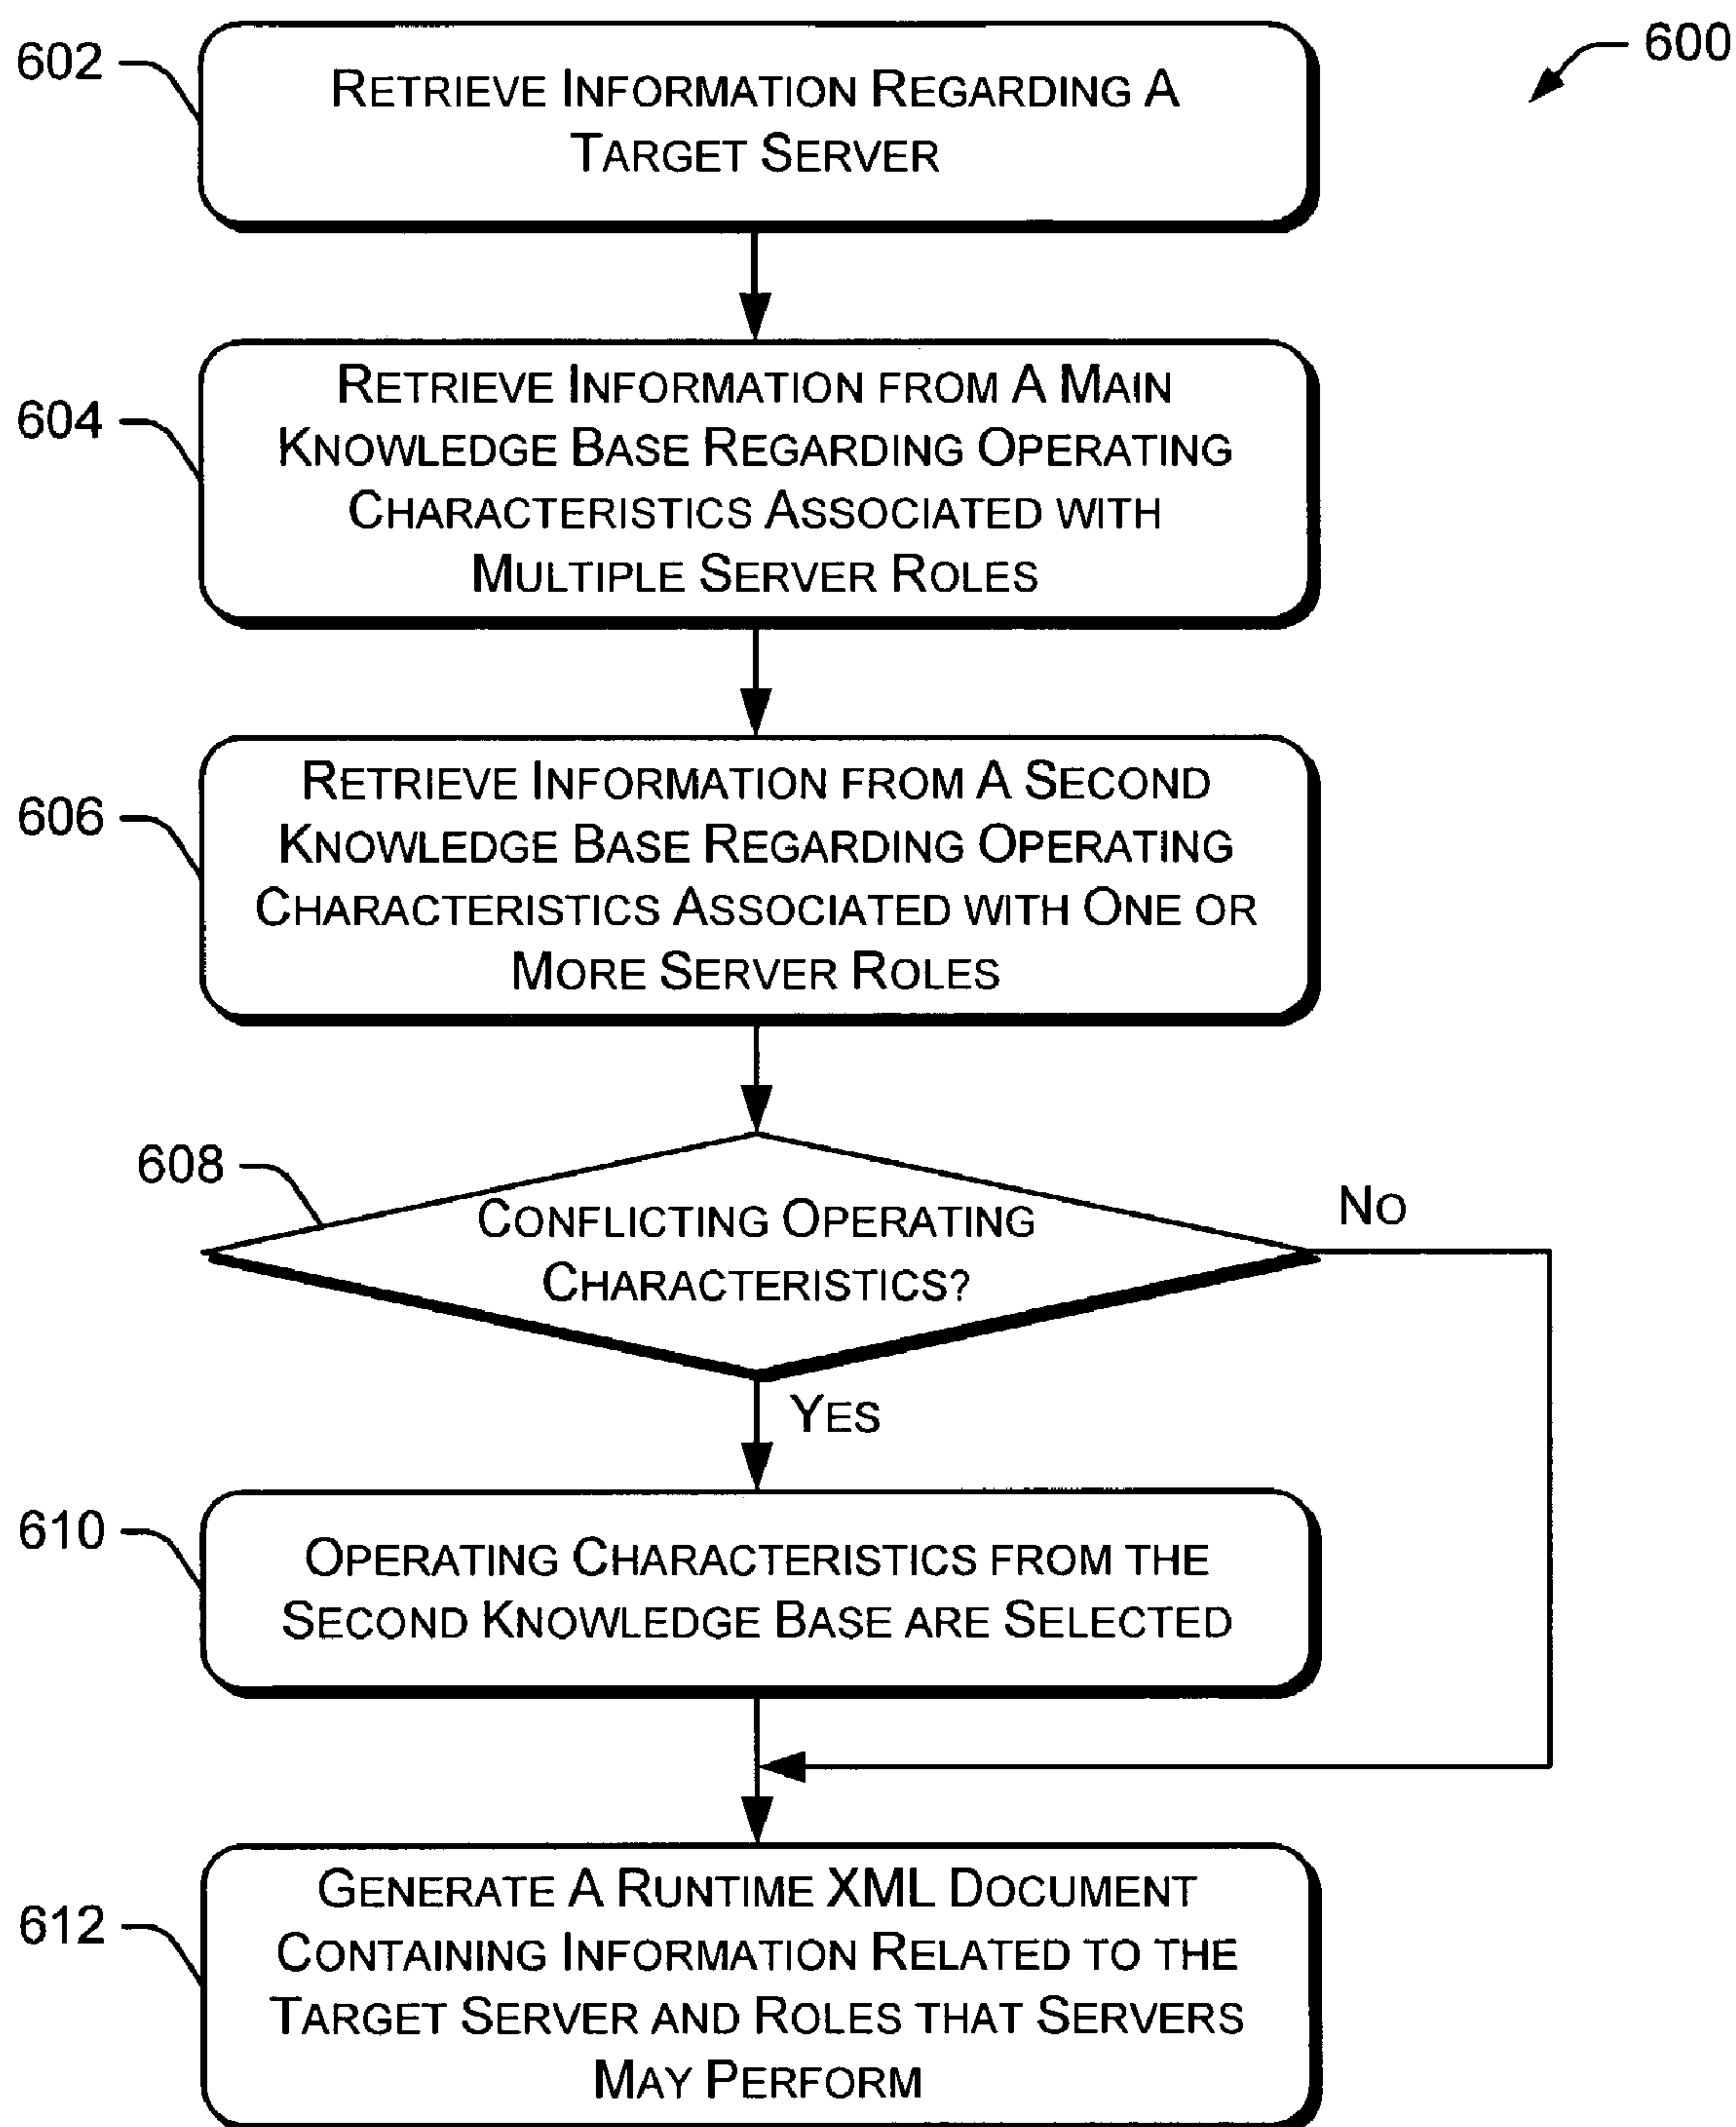 600
602
RETRIEVE INFORMATION REGARDING A
TARGET SERVER
604
RETRIEVE INFORMATION FROM A MAIN
KNOWLEDGE BASE REGARDING OPERATING
CHARACTERISTICS ASSOCIATED WITH
MULTIPLE SERVER ROLES
606
RETRIEVE INFORMATION FROM A SECOND
KNOWLEDGE BASE REGARDING OPERATING
CHARACTERISTICS ASSOCIATED WITH ONE OR
MORE SERVER ROLES
608
CONFLICTING OPERATING
CHARACTERISTICS?
NO
YES
610
OPERATING CHARACTERISTICS FROM THE
SECOND KNOWLEDGE BASE ARE SELECTED
612
GENERATE A RUNTIME XML DOCUMENT
CONTAINING INFORMATION RELATED TO THE
TARGET SERVER AND ROLES THAT SERVERS
MAY PERFORM